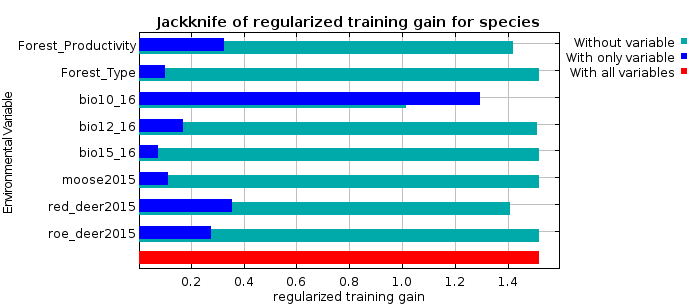 Jackknife of regularized training gain for species
Environmental Variable
Forest_Productivity
Forest_Type
bio10_16
bio12_16
bio15_16
moose2015
red_deer2015
roe_deer2015
0.2 0.4 0.6 0.8 1.0 1.2 1.4
regularized training gain
Without variable
With only variable
With all variables